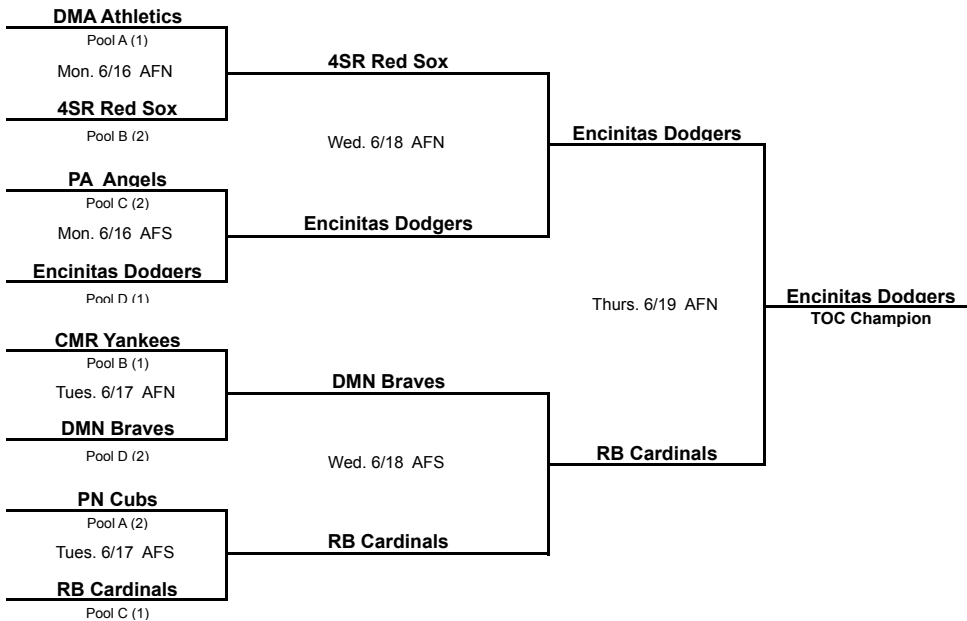 DMA Athletics
Pool A (1)
Mon. 6/16 AFN
4SR Red Sox
Pool B (2)
PA Angels
Pool C (2)
Mon. 6/16 AFS
Encinitas Dodgers
Pool D (1)
CMR Yankees
Pool B (1)
Tues. 6/17 AFN
DMN Braves
Pool D (2)
PN Cubs
Pool A (2)
Tues. 6/17 AFS
RB Cardinals
Pool C (1)
4SR Red Sox
Wed. 6/18 AFN
Encinitas Dodgers
DMN Braves
Wed. 6/18 AFS
RB Cardinals
Encinitas Dodgers
Thurs. 6/19 AFN
RB Cardinals
Encinitas Dodgers
TOC Champion